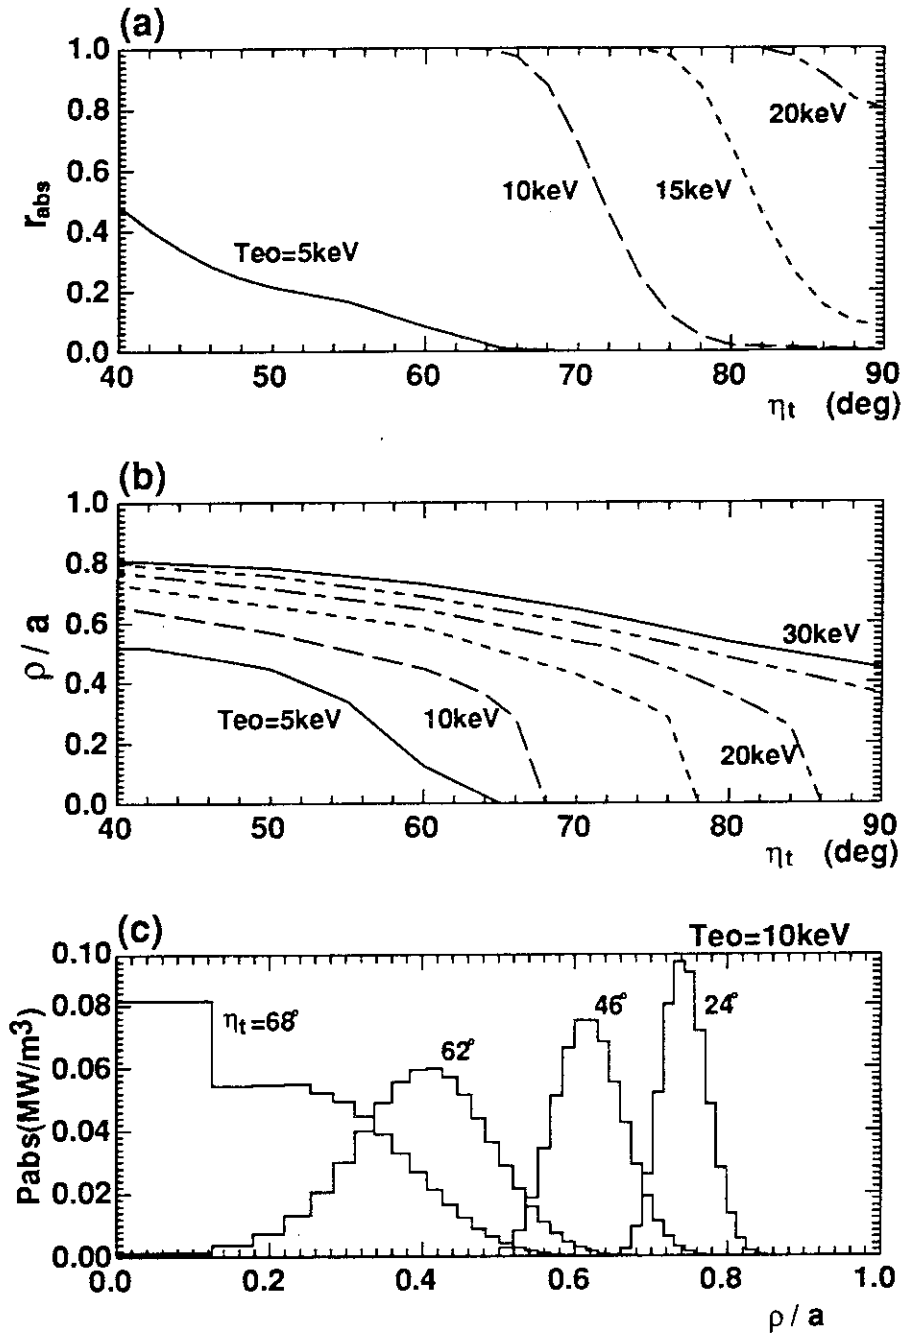 (a)
1.0
0.8
0.6
0.4
0.2
0.0
r_abs
Teo=5keV
10keV
15keV
20keV
40 50 60 70 80 90
η_t (deg)
(b)
1.0
0.8
0.6
0.4
0.2
0.0
ρ / a
Teo=5keV
10keV
20keV
30keV
40 50 60 70 80 90
η_t (deg)
(c)
Teo=10keV
0.10
0.08
0.06
0.04
0.02
0.00
Pabs(MW/m³)
η_t=68°
62°
46°
24°
0.0 0.2 0.4 0.6 0.8 1.0
ρ / a